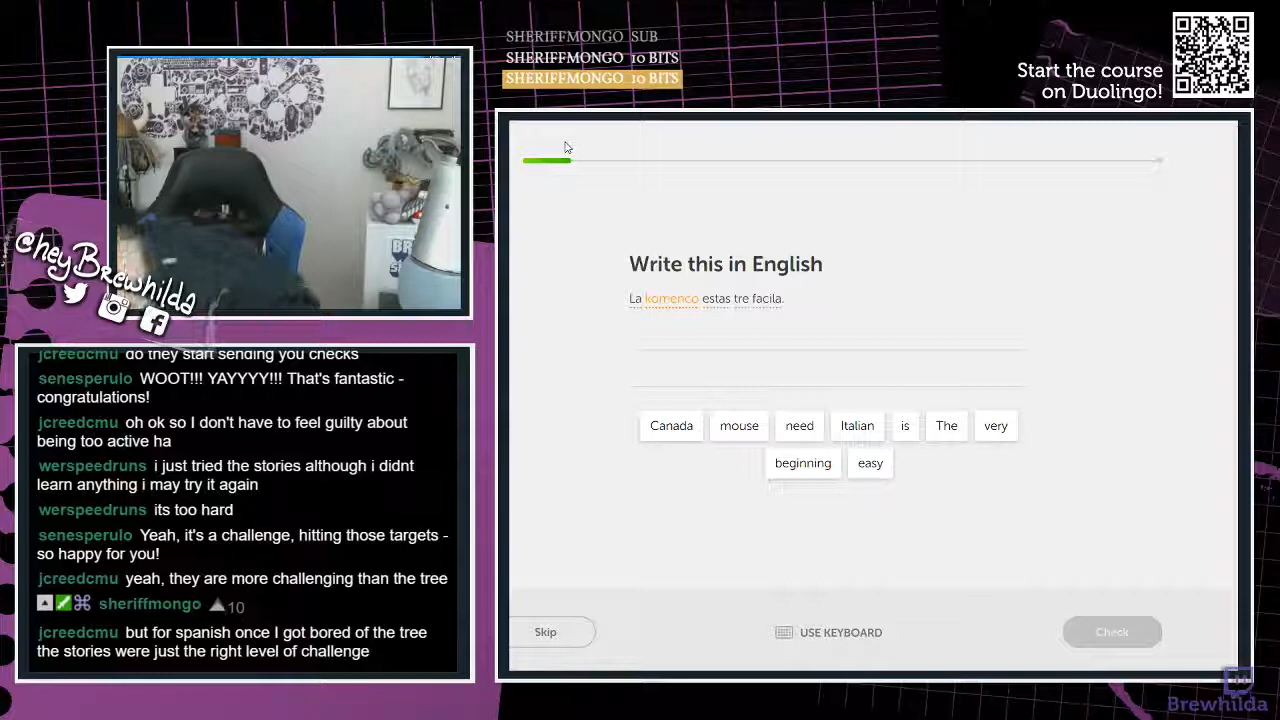 SHERIFFMONGO SUB
SHERIFFMONGO 10 BITS
SHERIFFMONGO 10 BITS
Start the course
on Duolingo!
@heyBrewhilda
jcreedcmu do they start sending you checks
senesperulo WOOT!!! YAYYYY!!! That's fantastic -
congratulations!
jcreedcmu oh ok so I don't have to feel guilty about
being too active ha
werspeedruns i just tried the stories although i didnt
learn anything i may try it again
werspeedruns its too hard
senesperulo Yeah, it's a challenge, hitting those targets -
so happy for you!
jcreedcmu yeah, they are more challenging than the tree
sheriffmongo 10
jcreedcmu but for spanish once I got bored of the tree
the stories were just the right level of challenge
Write this in English
La komenco estas tre facila.
Canada mouse need Italian is The very
beginning easy
Skip
USE KEYBOARD
Check
Brewhilda